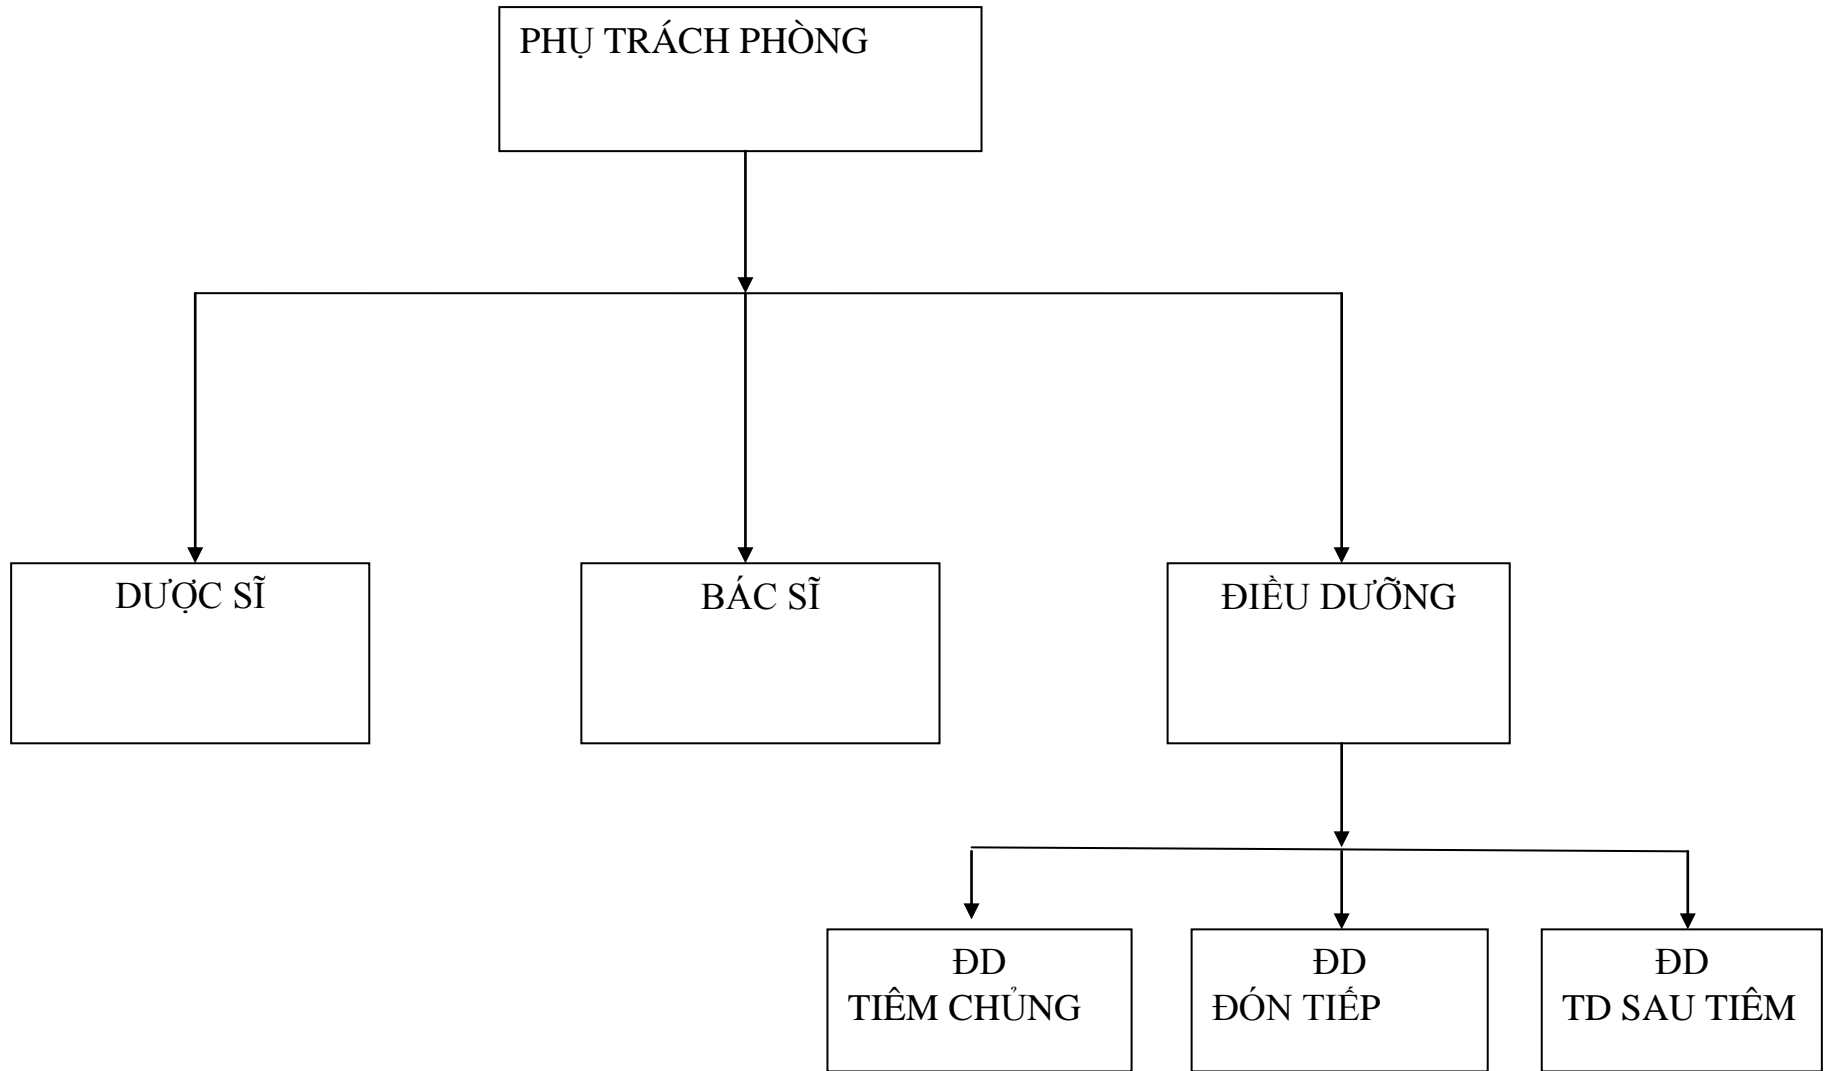 PHỤ TRÁCH PHÒNG
DƯỢC SĨ
BÁC SĨ
ĐIỀU DƯỠNG
ĐD
TIÊM CHỦNG
ĐD
ĐÓN TIẾP
ĐD
TD SAU TIÊM